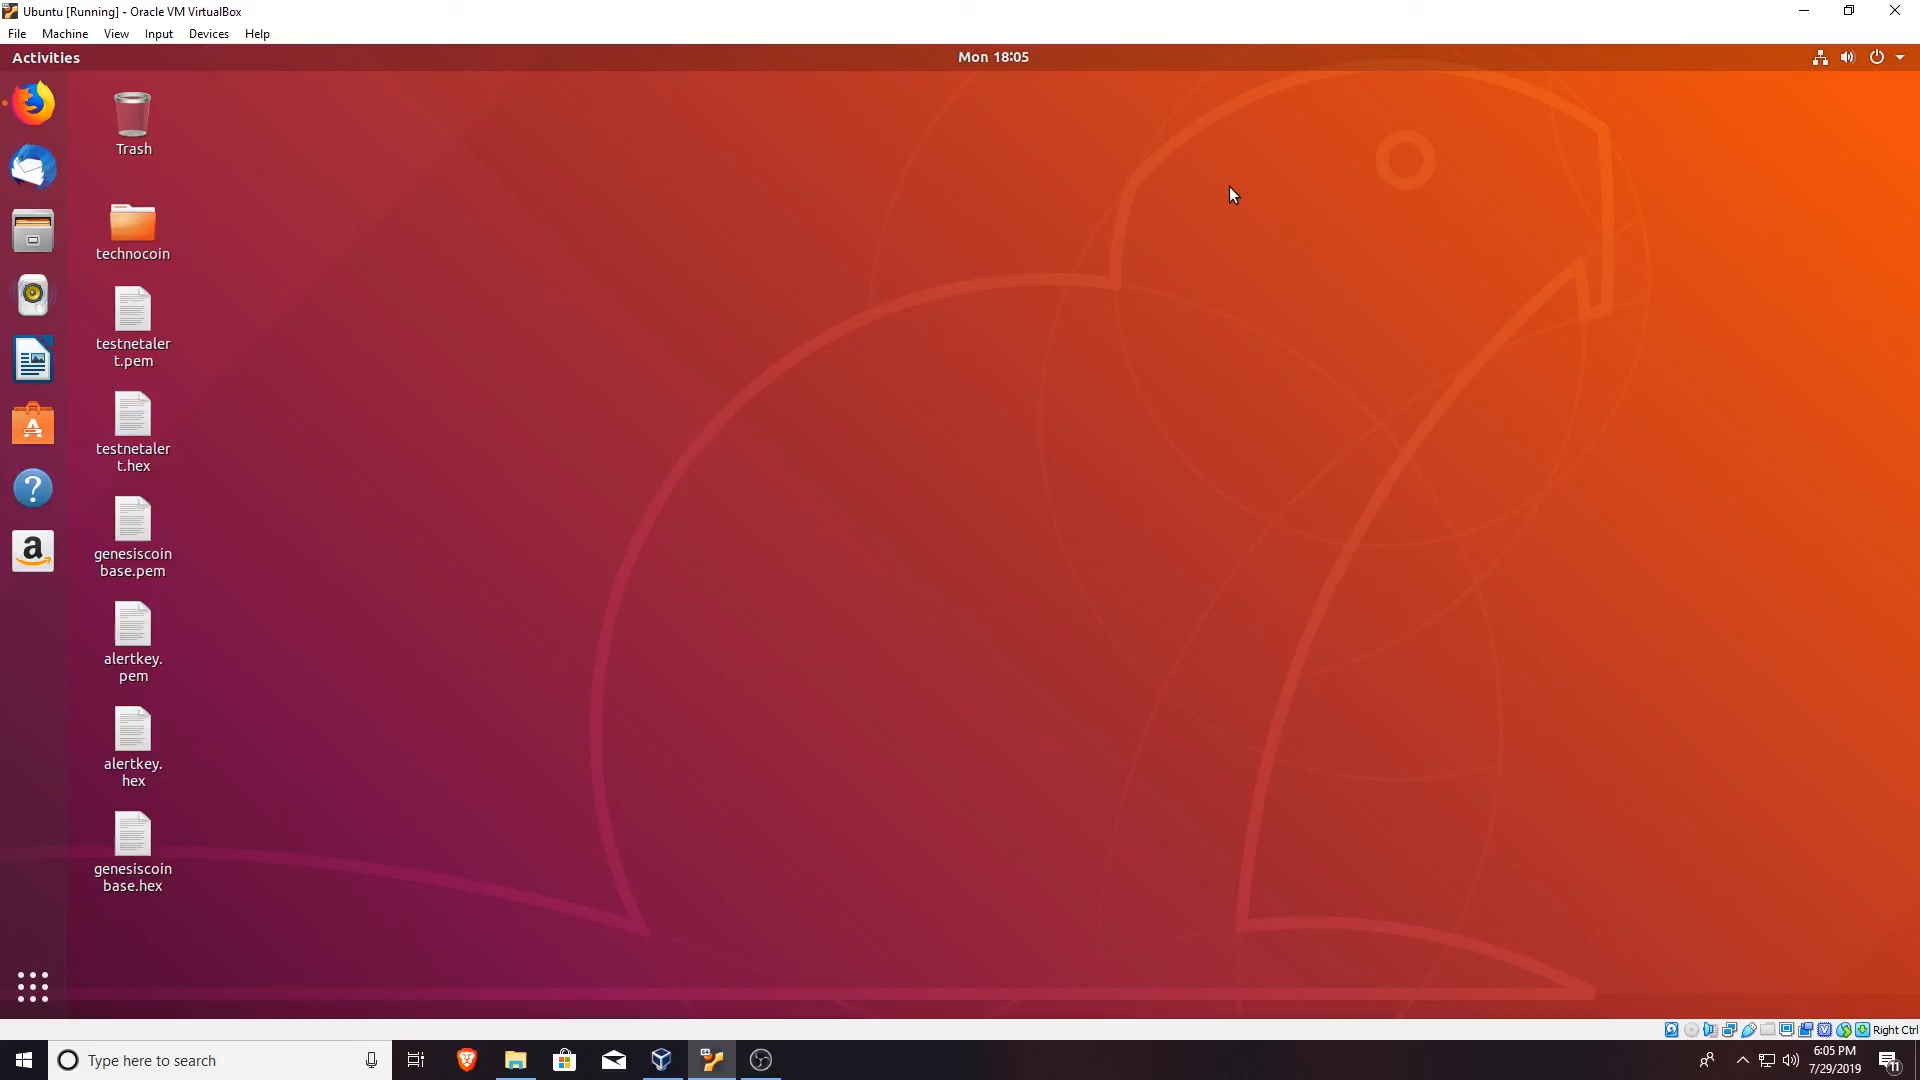 Ubuntu [Running] - Oracle VM VirtualBox
File Machine View Input Devices Help
Activities
Mon 18:05
Trash
technocoin
testnetaler
t.pem
testnetaler
t.hex
genesiscoin
base.pem
alertkey.
pem
alertkey.
hex
genesiscoin
base.hex
Right Ctrl
Type here to search
6:05 PM
7/29/2019
11